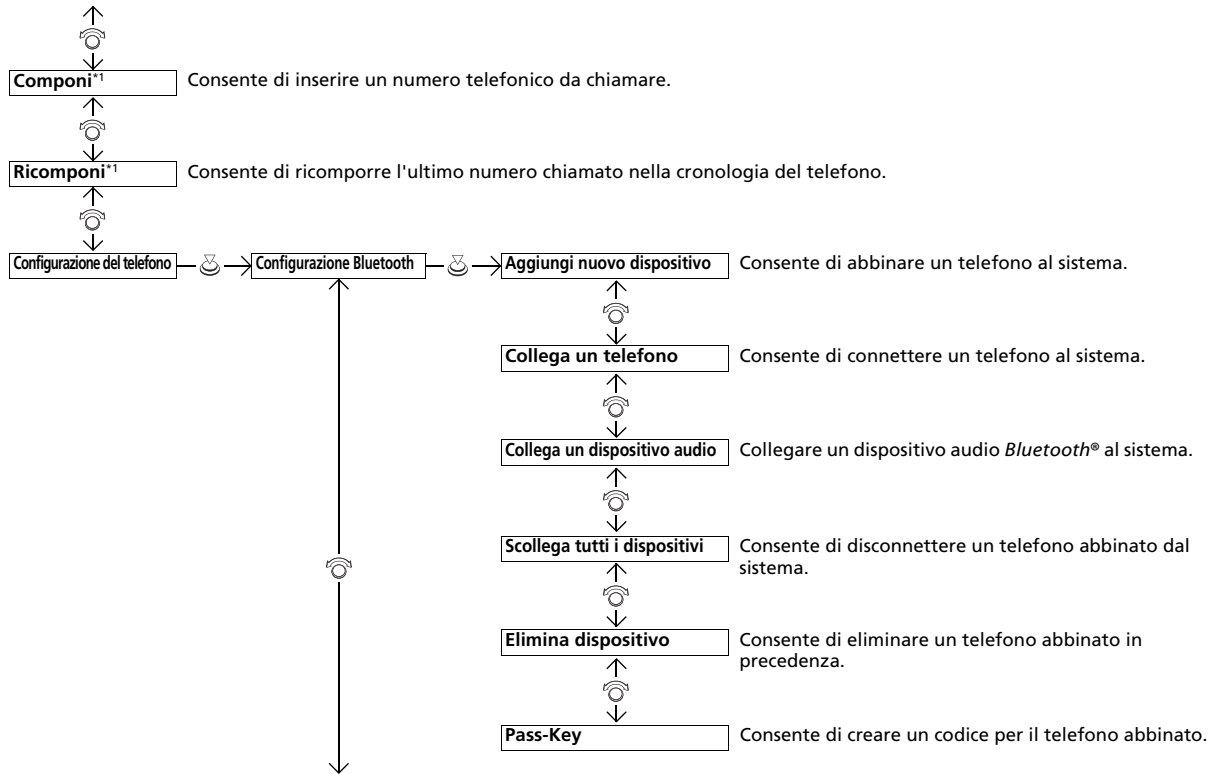 Componi*1 Consente di inserire un numero telefonico da chiamare.
Ricomponi*1 Consente di ricomporre l'ultimo numero chiamato nella cronologia del telefono.
Configurazione del telefono Configurazione Bluetooth Aggiungi nuovo dispositivo Consente di abbinare un telefono al sistema.
Collega un telefono Consente di connettere un telefono al sistema.
Collega un dispositivo audio Collegare un dispositivo audio Bluetooth® al sistema.
Scollega tutti i dispositivi Consente di disconnettere un telefono abbinato dal
sistema.
Elimina dispositivo Consente di eliminare un telefono abbinato in
precedenza.
Pass-Key Consente di creare un codice per il telefono abbinato.